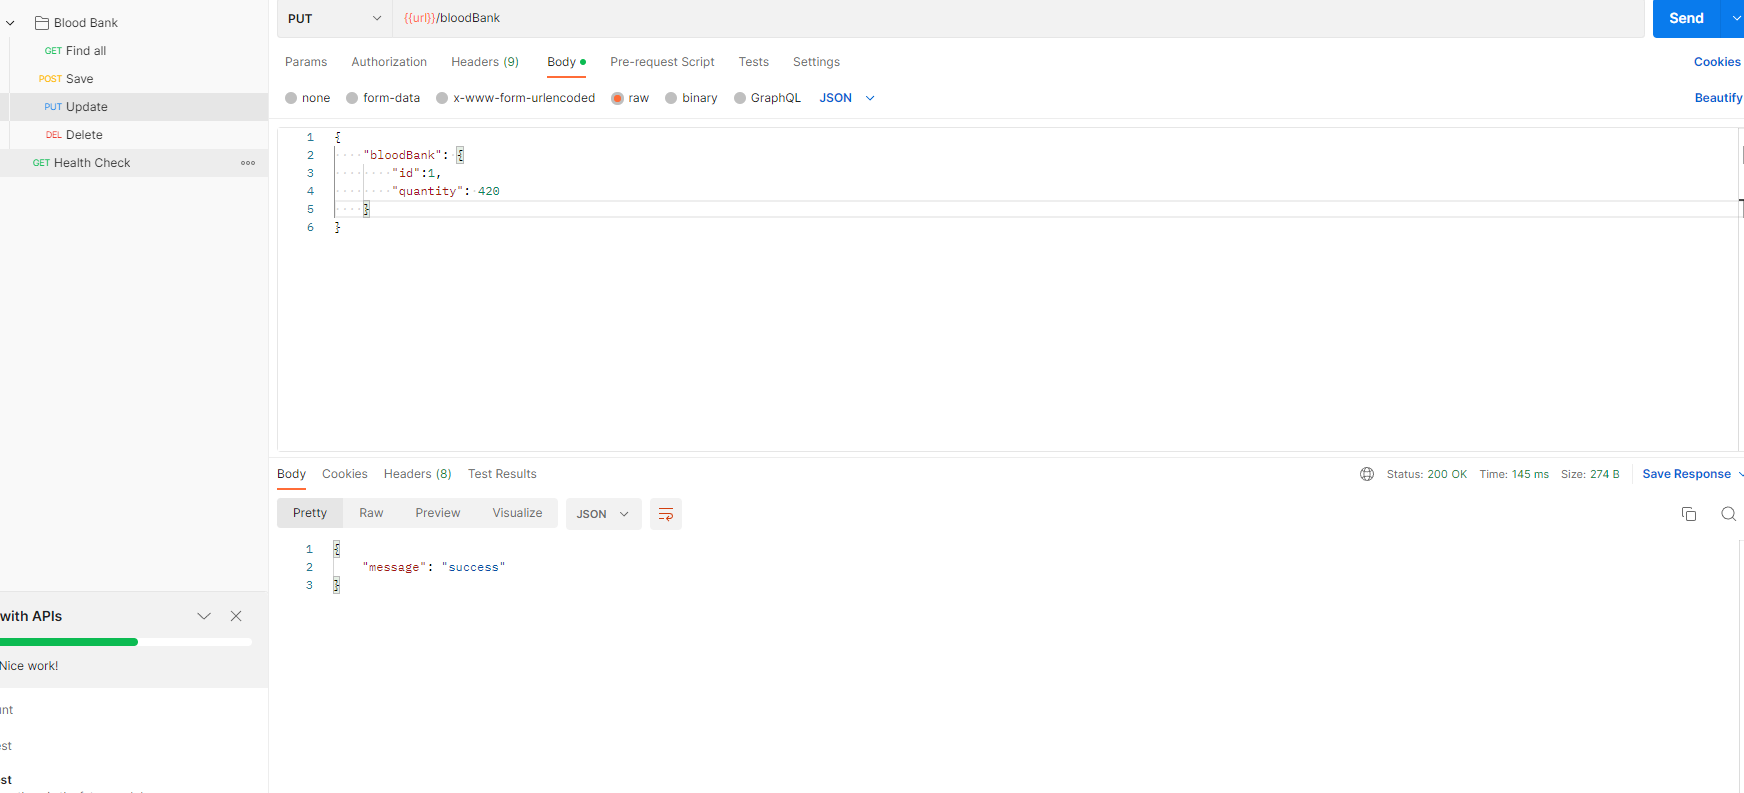 Blood Bank
GET Find all
POST Save
PUT Update
DEL Delete
GET Health Check
with APIs
Nice work!
PUT {{url}}/bloodBank Send
Params Authorization Headers (9) Body Pre-request Script Tests Settings Cookies
none form-data x-www-form-urlencoded raw binary GraphQL JSON Beautify
1 {
2 "bloodBank": {
3 "id":1,
4 "quantity": 420
5 }
6 }
Body Cookies Headers (8) Test Results Status: 200 OK Time: 145 ms Size: 274 B Save Response
Pretty Raw Preview Visualize JSON
1 {
2 "message": "success"
3 }